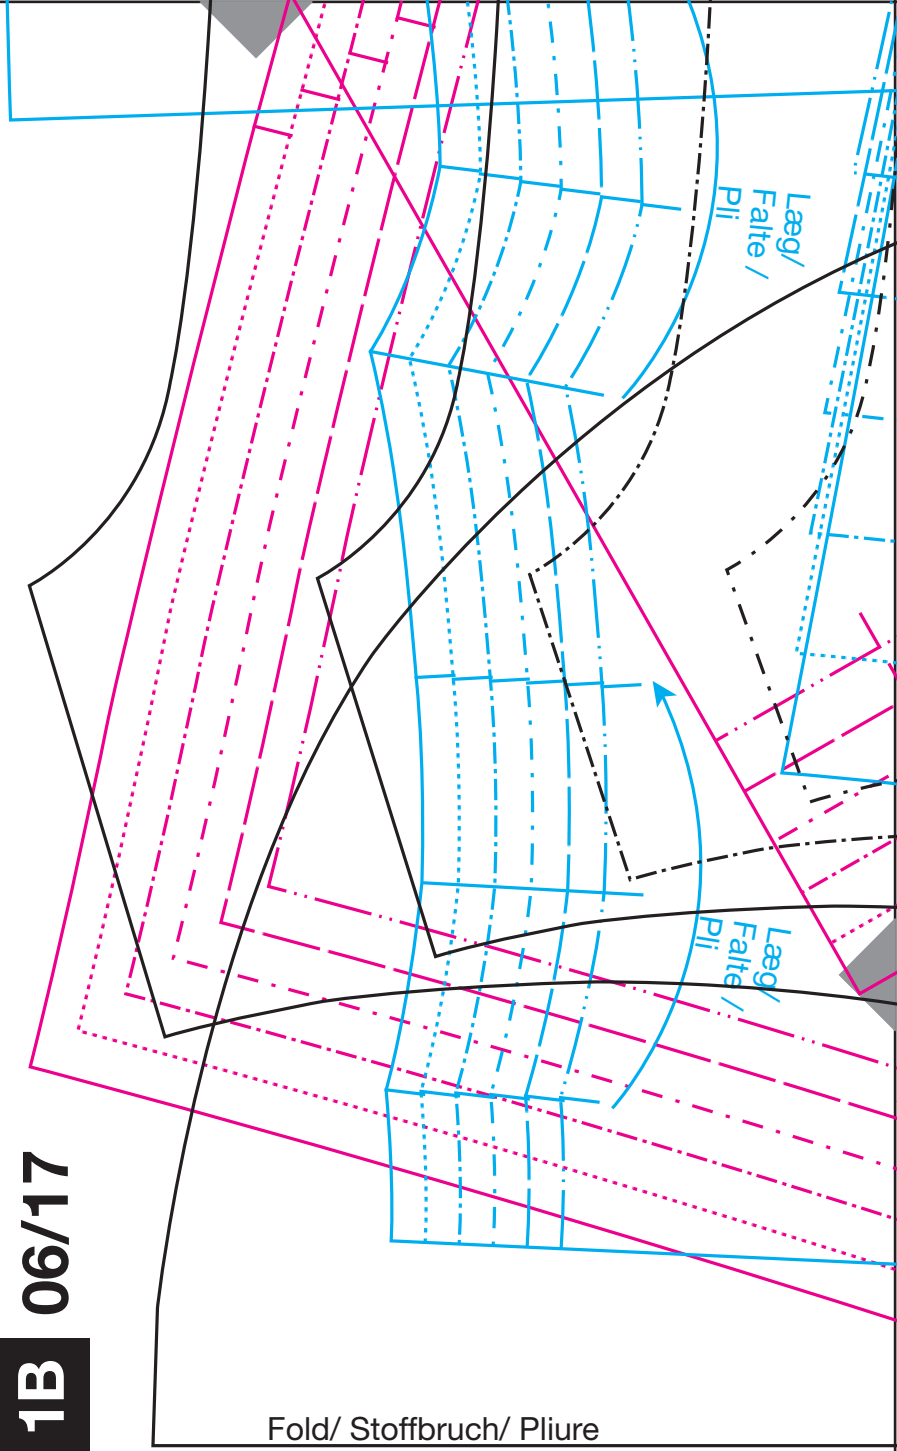 Læg/
Falte /
Pli
Læg/
Falte /
Pli
1B 06/17
Fold/ Stoffbruch/ Pliure